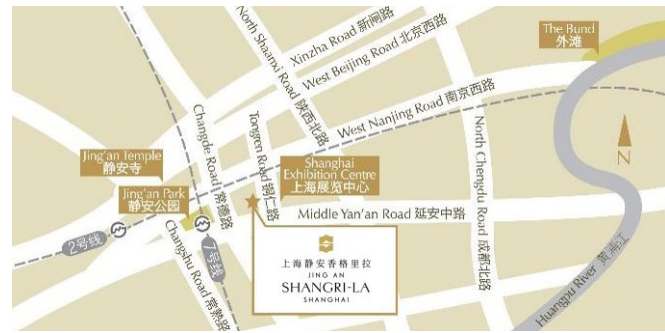 The Bund
外滩
Xinzha Road 新闸路
North Shaanxi Road 陕西北路
West Beijing Road 北京西路
West Nanjing Road 南京西路
Changde Road 常德路
Tongren Road 铜仁路
Jing'an Temple
静安寺
Shanghai
Exhibition Centre
上海展览中心
North Chengdu Road 成都北路
N
Jing'an Park
静安公园
Middle Yan'an Road 延安中路
2号线
7号线
Changshu Road 常熟路
上海静安香格里拉
JING AN
SHANGRI-LA
SHANGHAI
Huangpu River 黄浦江